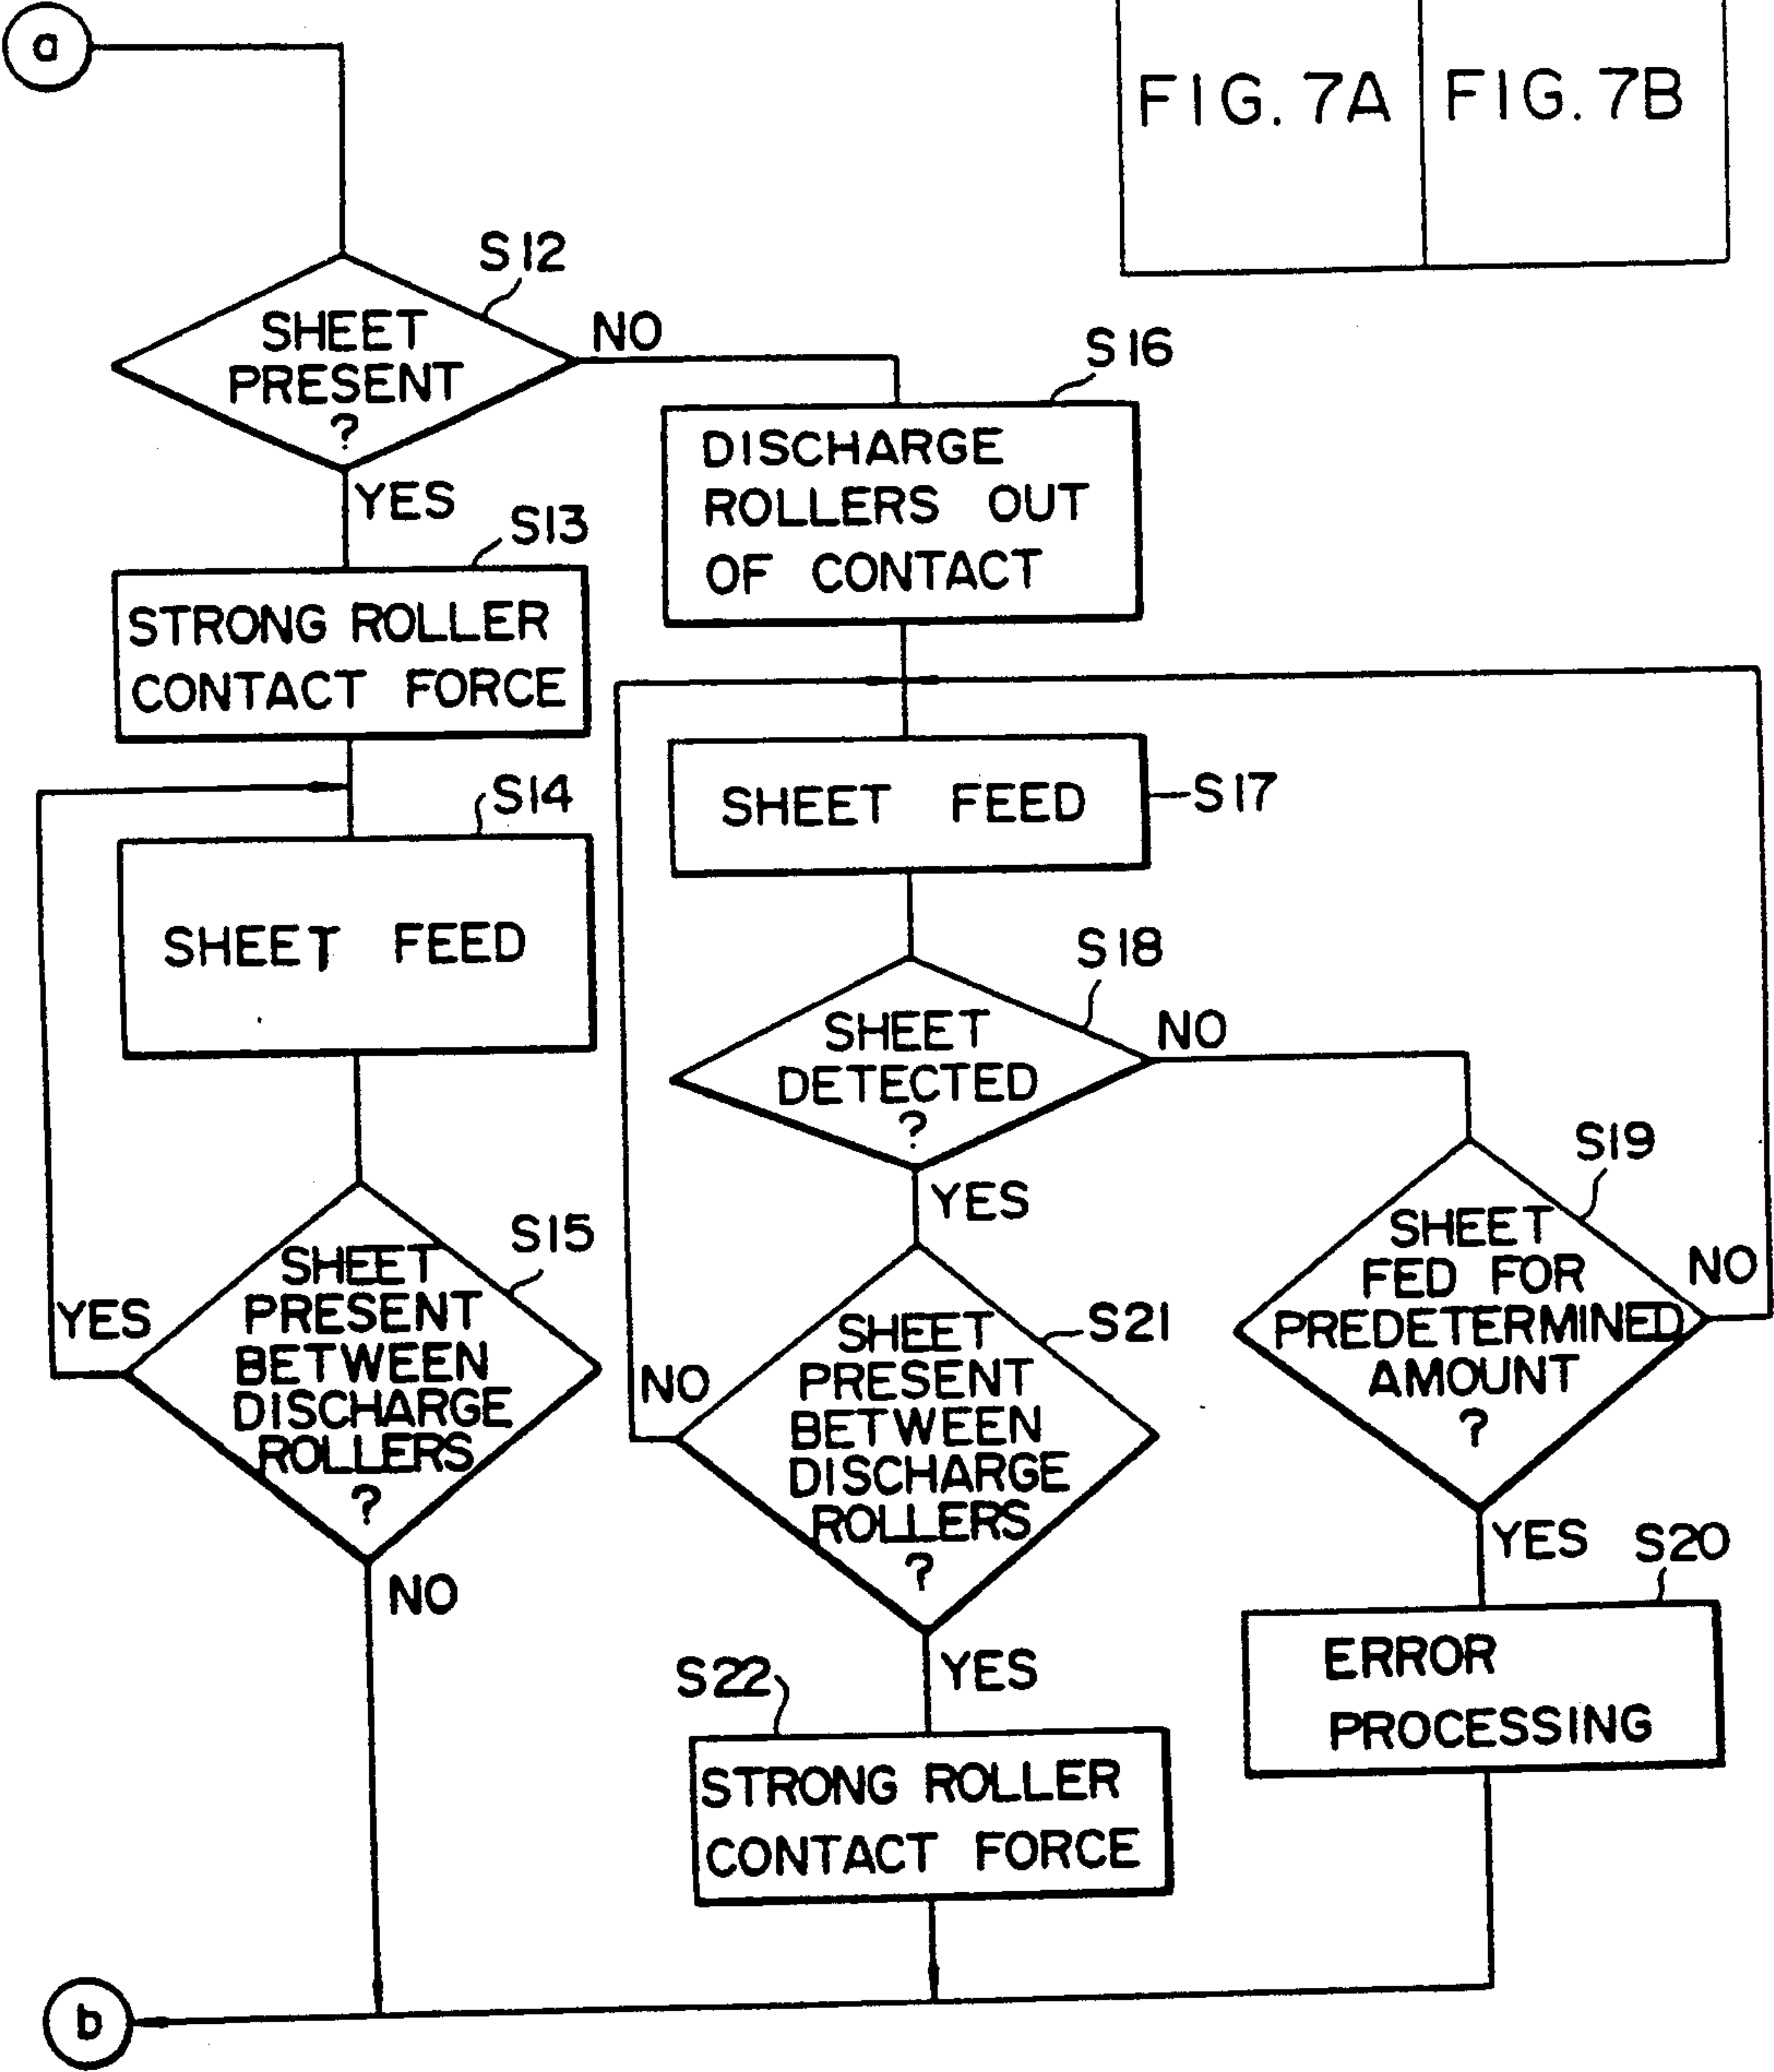 a
FIG. 7A
FIG. 7B
S12
SHEET
PRESENT
?
NO
YES
S13
STRONG ROLLER
CONTACT FORCE
S14
SHEET FEED
S15
SHEET
PRESENT
BETWEEN
DISCHARGE
ROLLERS
?
YES
NO
S16
DISCHARGE
ROLLERS OUT
OF CONTACT
S17
SHEET FEED
S18
SHEET
DETECTED
?
NO
YES
S19
SHEET
FED FOR
PREDETERMINED
AMOUNT
?
NO
YES
S20
ERROR
PROCESSING
S21
SHEET
PRESENT
BETWEEN
DISCHARGE
ROLLERS
?
NO
YES
S22
STRONG ROLLER
CONTACT FORCE
b